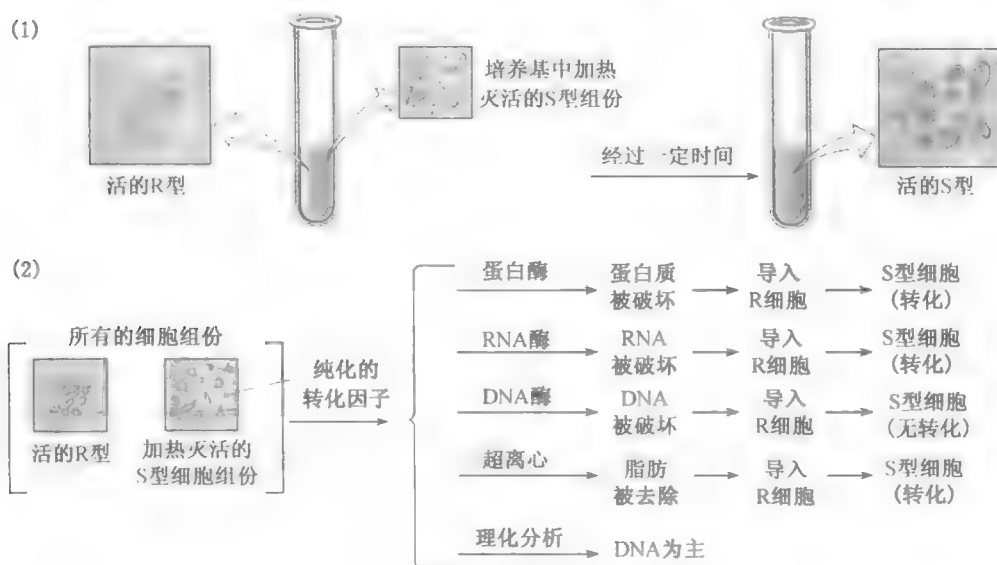 (1)
培养基中加热
灭活的S型组份
活的R型
经过一定时间
活的S型
(2)
所有的细胞组份
活的R型
加热灭活的
S型细胞组份
纯化的
转化因子
蛋白酶
蛋白质
被破坏
导入
R细胞
S型细胞
(转化)
RNA酶
RNA
被破坏
导入
R细胞
S型细胞
(转化)
DNA酶
DNA
被破坏
导入
R细胞
S型细胞
(无转化)
超离心
脂肪
被去除
导入
R细胞
S型细胞
(转化)
理化分析
DNA为主